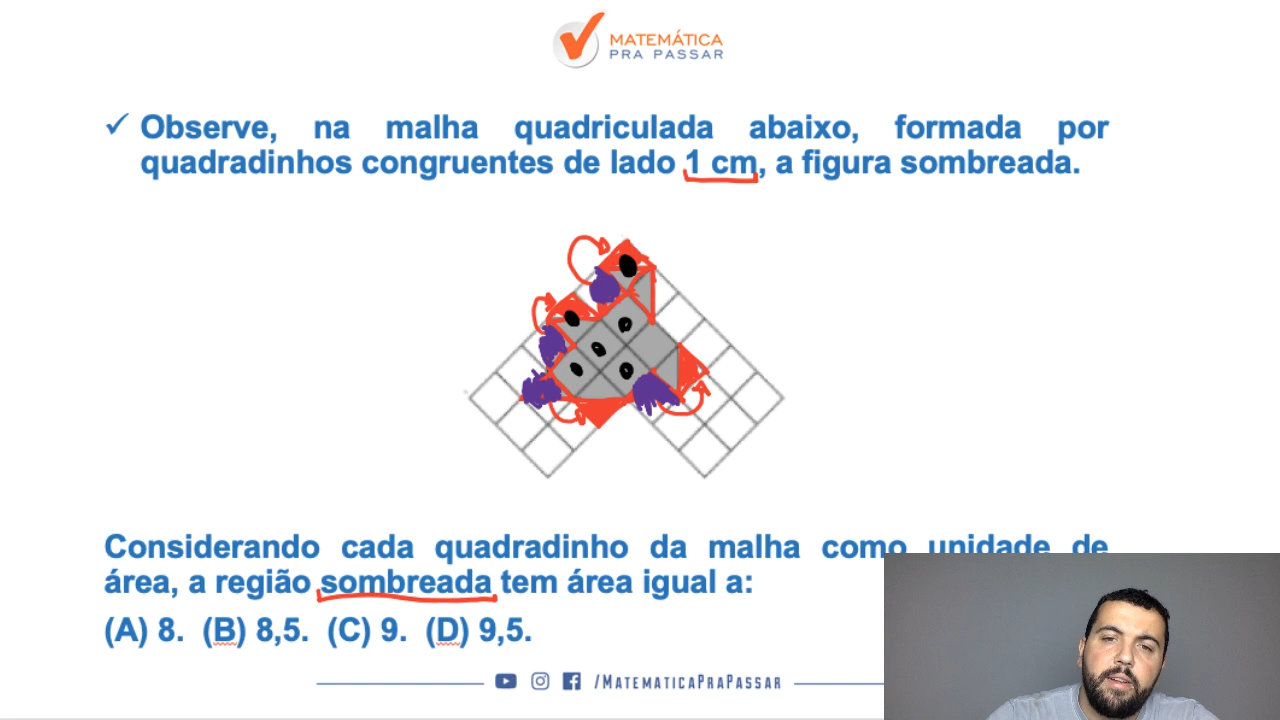 MATEMÁTICA
PRA PASSAR
✓ Observe, na malha quadriculada abaixo, formada por
quadradinhos congruentes de lado 1 cm, a figura sombreada.
Considerando cada quadradinho da malha como unidade de
área, a região sombreada tem área igual a:
(A) 8. (B) 8,5. (C) 9. (D) 9,5.
/MATEMATICAPRAPASSAR